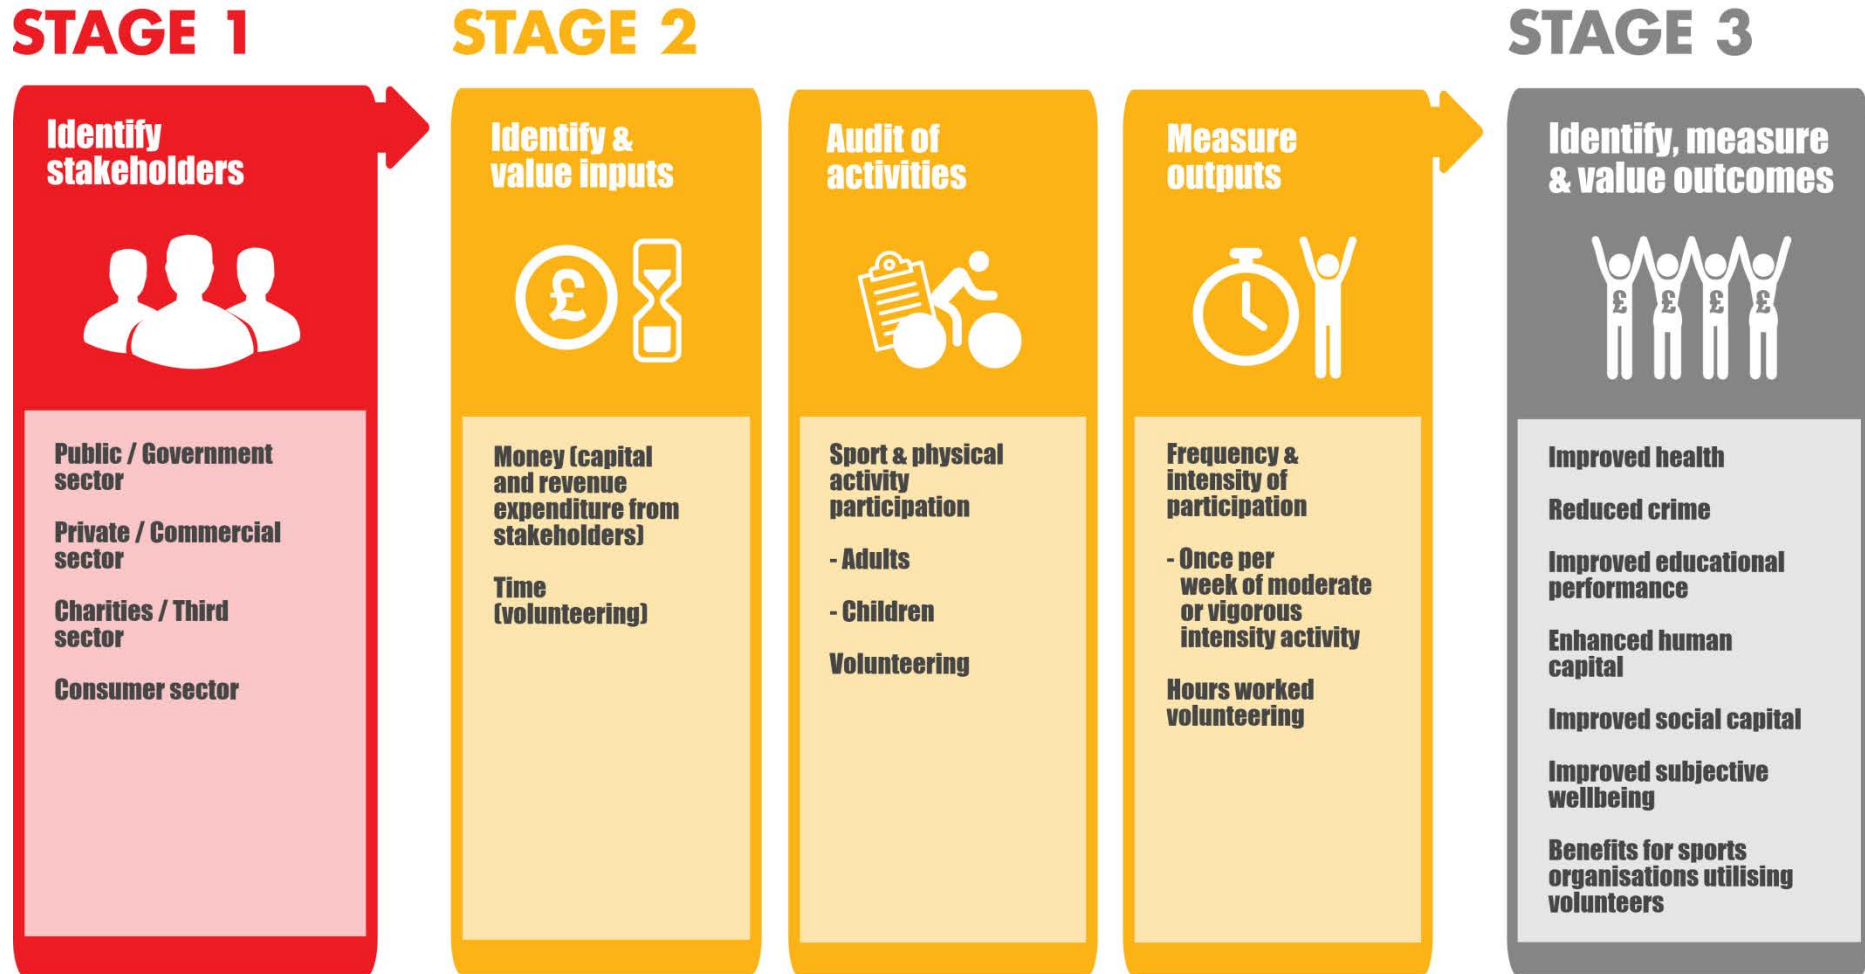 STAGE 1
Identify
stakeholders
Public / Government
sector
Private / Commercial
sector
Charities / Third
sector
Consumer sector
STAGE 2
Identify &
value inputs
£
Money (capital
and revenue
expenditure from
stakeholders)
Time
(volunteering)
Audit of
activities
Sport & physical
activity
participation
- Adults
- Children
Volunteering
Measure
outputs
Frequency &
intensity of
participation
- Once per
week of moderate
or vigorous
intensity activity
Hours worked
volunteering
STAGE 3
Identify, measure
& value outcomes
£ £ £ £
Improved health
Reduced crime
Improved educational
performance
Enhanced human
capital
Improved social capital
Improved subjective
wellbeing
Benefits for sports
organisations utilising
volunteers